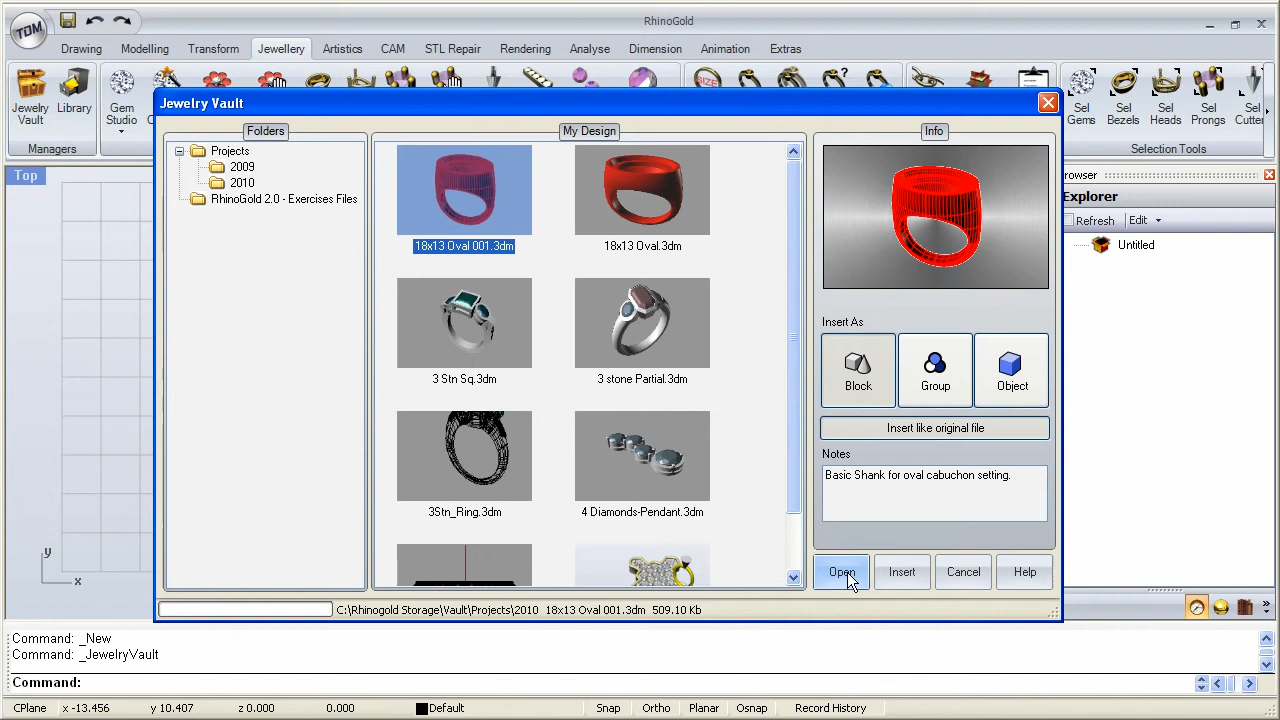 RhinoGold
TDM
Drawing Modelling Transform Jewellery Artistics CAM STL Repair Rendering Analyse Dimension Animation Extras
Jewelry Vault
Library
Gem Studio
SIZE
Sel Gems
Sel Bezels
Sel Heads
Sel Prongs
Sel Cutter
Managers
Selection Tools
Jewelry Vault
Folders
My Design
Info
Top
Projects
2009
2010
RhinoGold 2.0 - Exercises Files
18x13 Oval 001.3dm
18x13 Oval.3dm
3 Stn Sq.3dm
3 stone Partial.3dm
3Stn_Ring.3dm
4 Diamonds-Pendant.3dm
Insert As
Block
Group
Object
Insert like original file
Notes
Basic Shank for oval cabuchon setting.
Open
Insert
Cancel
Help
C:\Rhinogold Storage\Vault\Projects\2010 18x13 Oval 001.3dm 509.10 Kb
rowser
Explorer
Refresh
Edit
Untitled
y
x
Command: _New
Command: _JewelryVault
Command:
CPlane x -13.456 y 10.407 z 0.000 0.000 Default Snap Ortho Planar Osnap Record History